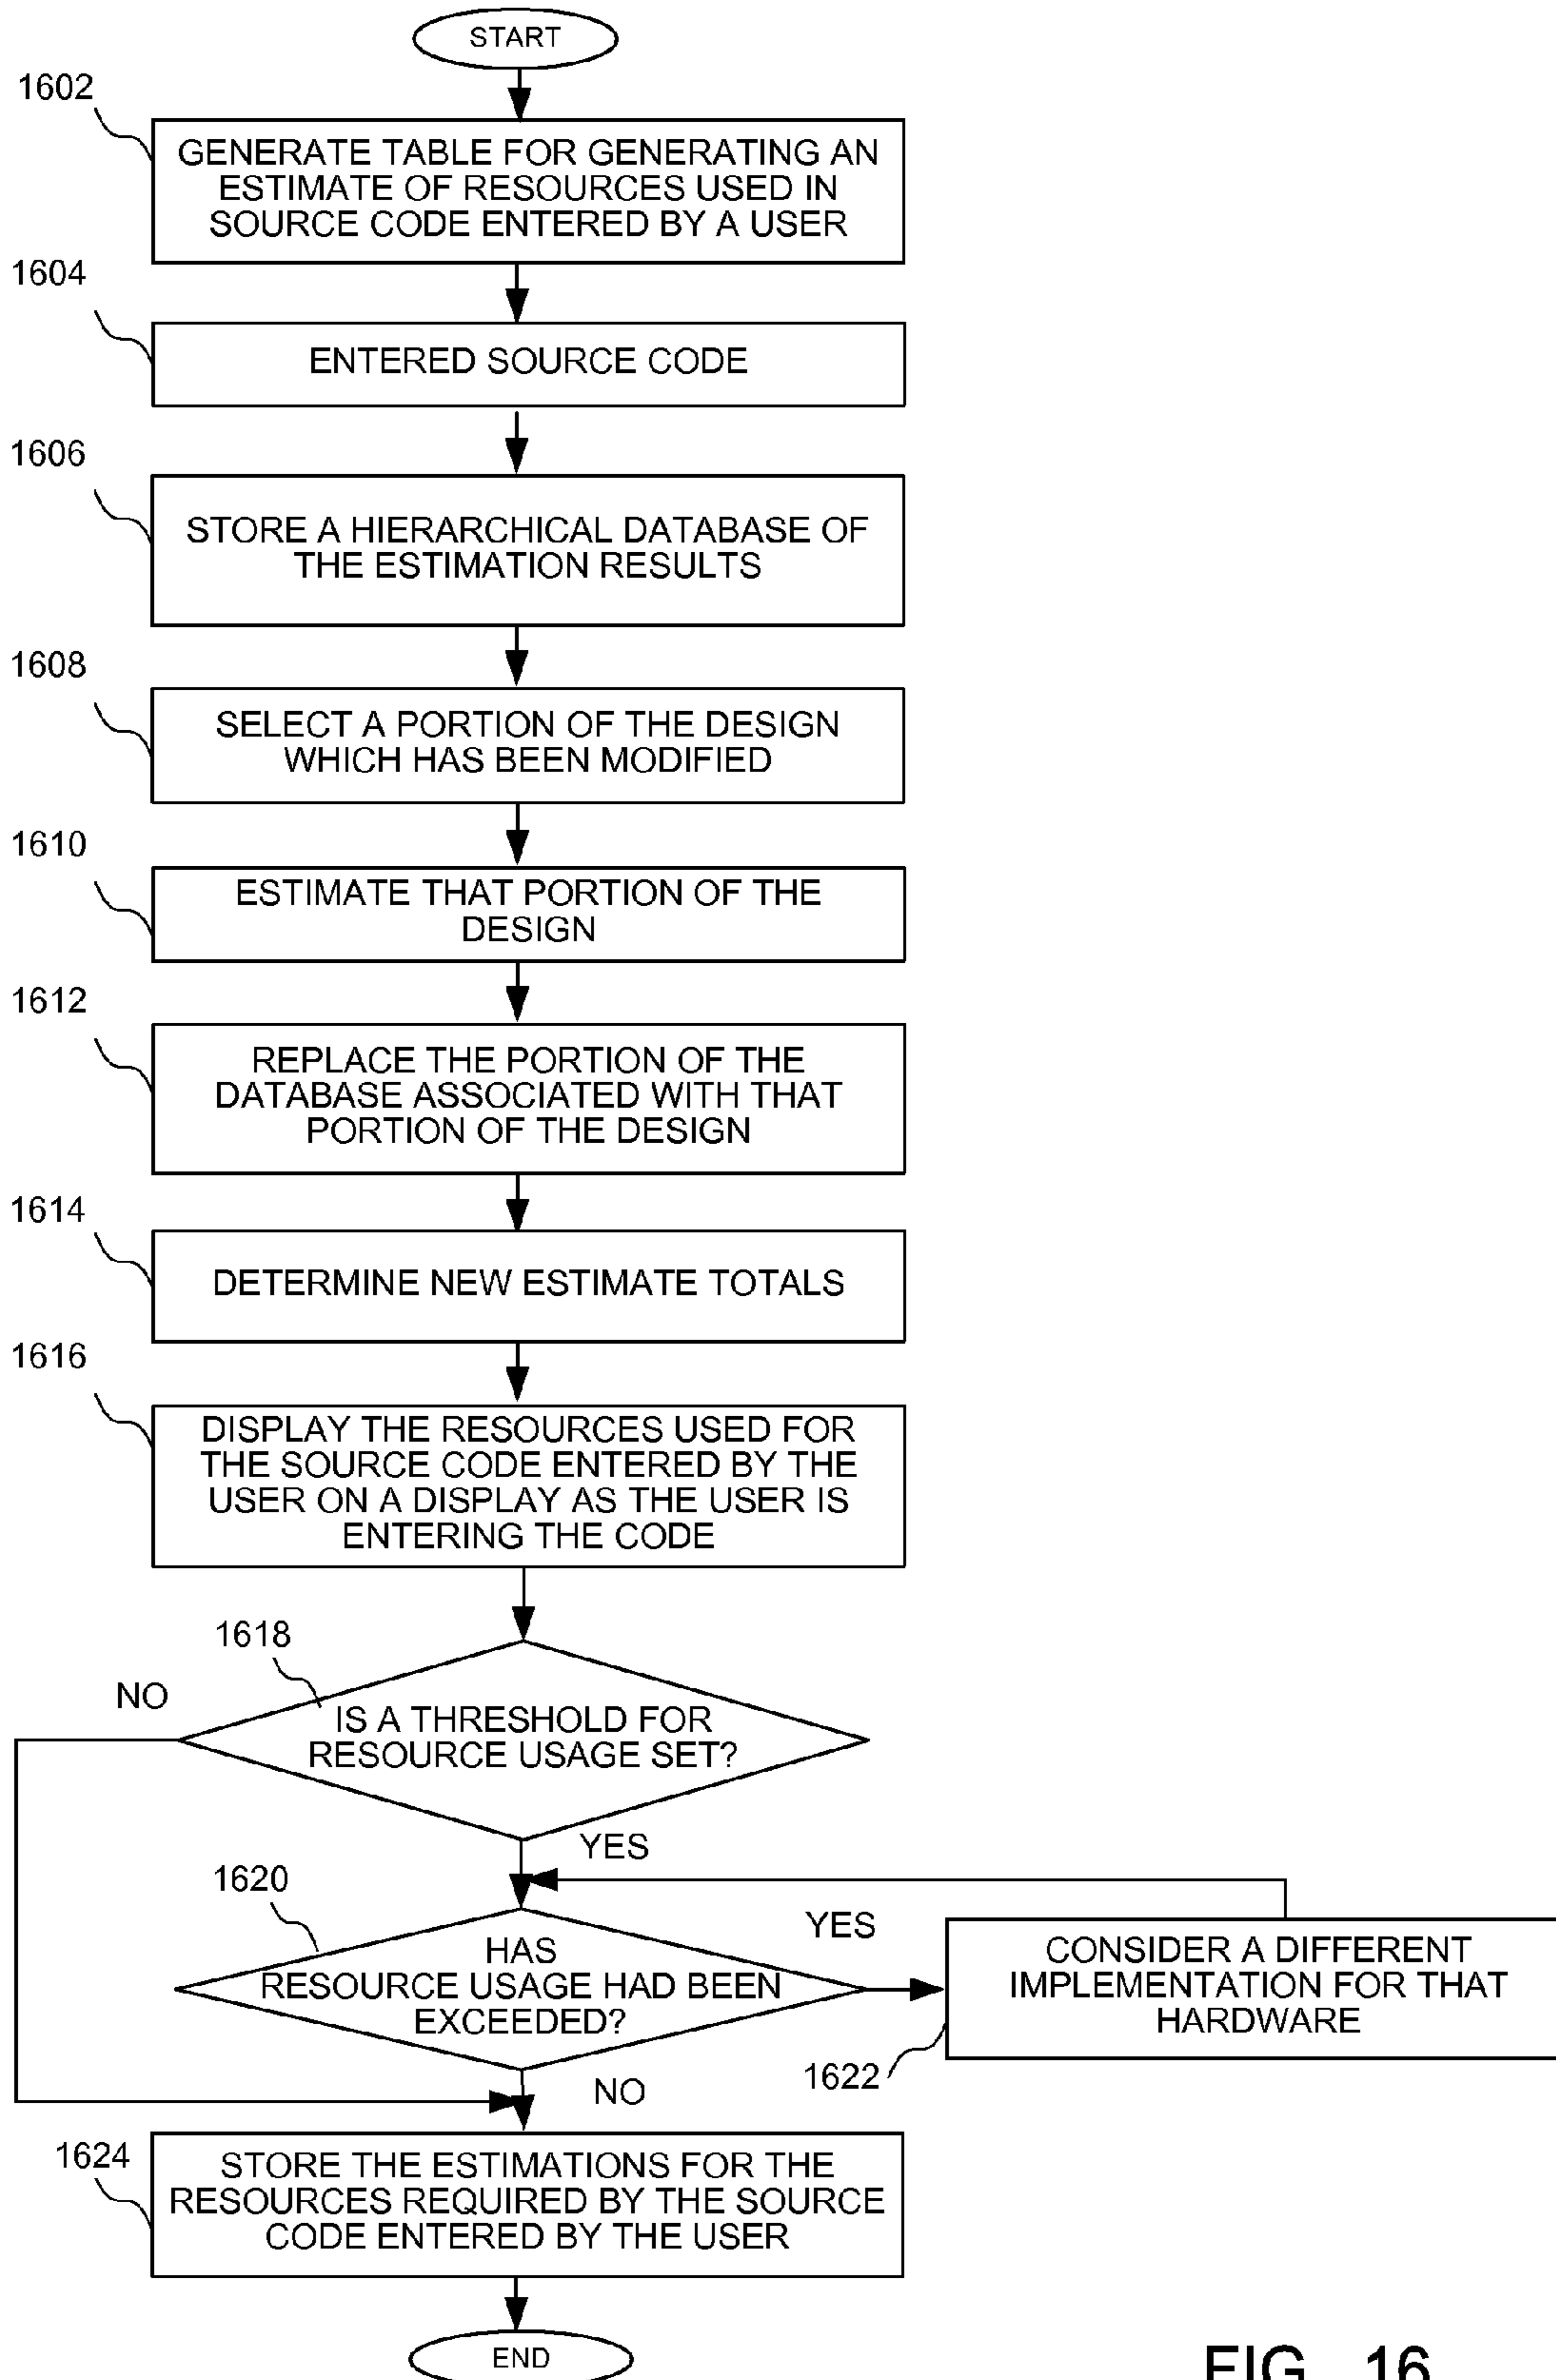 START
1602
GENERATE TABLE FOR GENERATING AN
ESTIMATE OF RESOURCES USED IN
SOURCE CODE ENTERED BY A USER
1604
ENTERED SOURCE CODE
1606
STORE A HIERARCHICAL DATABASE OF
THE ESTIMATION RESULTS
1608
SELECT A PORTION OF THE DESIGN
WHICH HAS BEEN MODIFIED
1610
ESTIMATE THAT PORTION OF THE
DESIGN
1612
REPLACE THE PORTION OF THE
DATABASE ASSOCIATED WITH THAT
PORTION OF THE DESIGN
1614
DETERMINE NEW ESTIMATE TOTALS
1616
DISPLAY THE RESOURCES USED FOR
THE SOURCE CODE ENTERED BY THE
USER ON A DISPLAY AS THE USER IS
ENTERING THE CODE
1618
NO
IS A THRESHOLD FOR
RESOURCE USAGE SET?
YES
1620
YES
HAS
RESOURCE USAGE HAD BEEN
EXCEEDED?
CONSIDER A DIFFERENT
IMPLEMENTATION FOR THAT
HARDWARE
1622
NO
1624
STORE THE ESTIMATIONS FOR THE
RESOURCES REQUIRED BY THE SOURCE
CODE ENTERED BY THE USER
END
FIG. 16